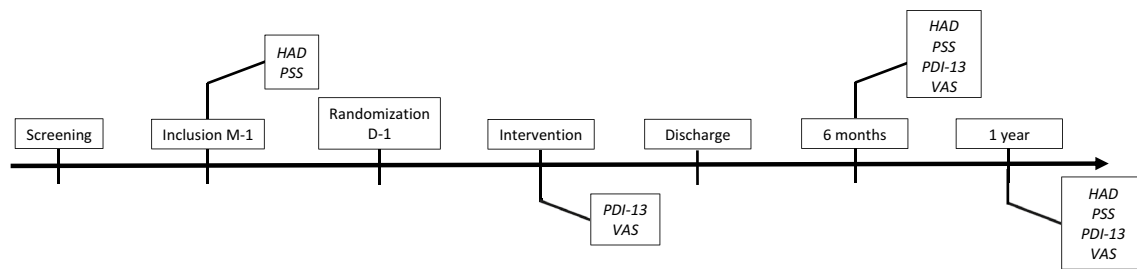 HAD
PSS
HAD
PSS
PDI-13
VAS
Screening
Inclusion M-1
Randomization
D-1
Intervention
Discharge
6 months
1 year
PDI-13
VAS
HAD
PSS
PDI-13
VAS